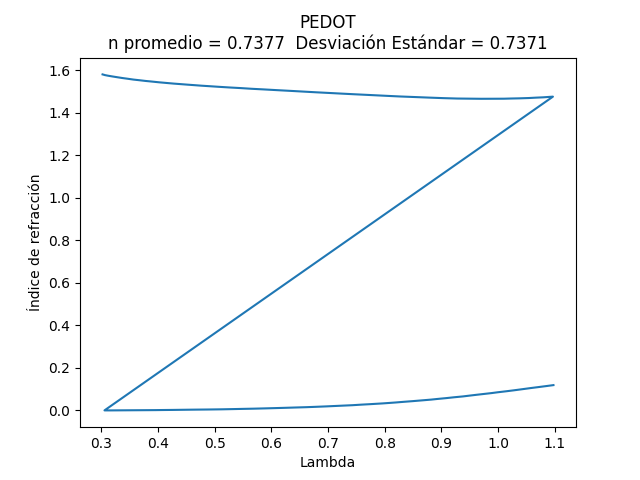 PEDOT
n promedio = 0.7377  Desviación Estándar = 0.7371
1.6
1.4
1.2
1.0
0.8
0.6
0.4
0.2
0.0
Índice de refracción
0.3 0.4 0.5 0.6 0.7 0.8 0.9 1.0 1.1
Lambda